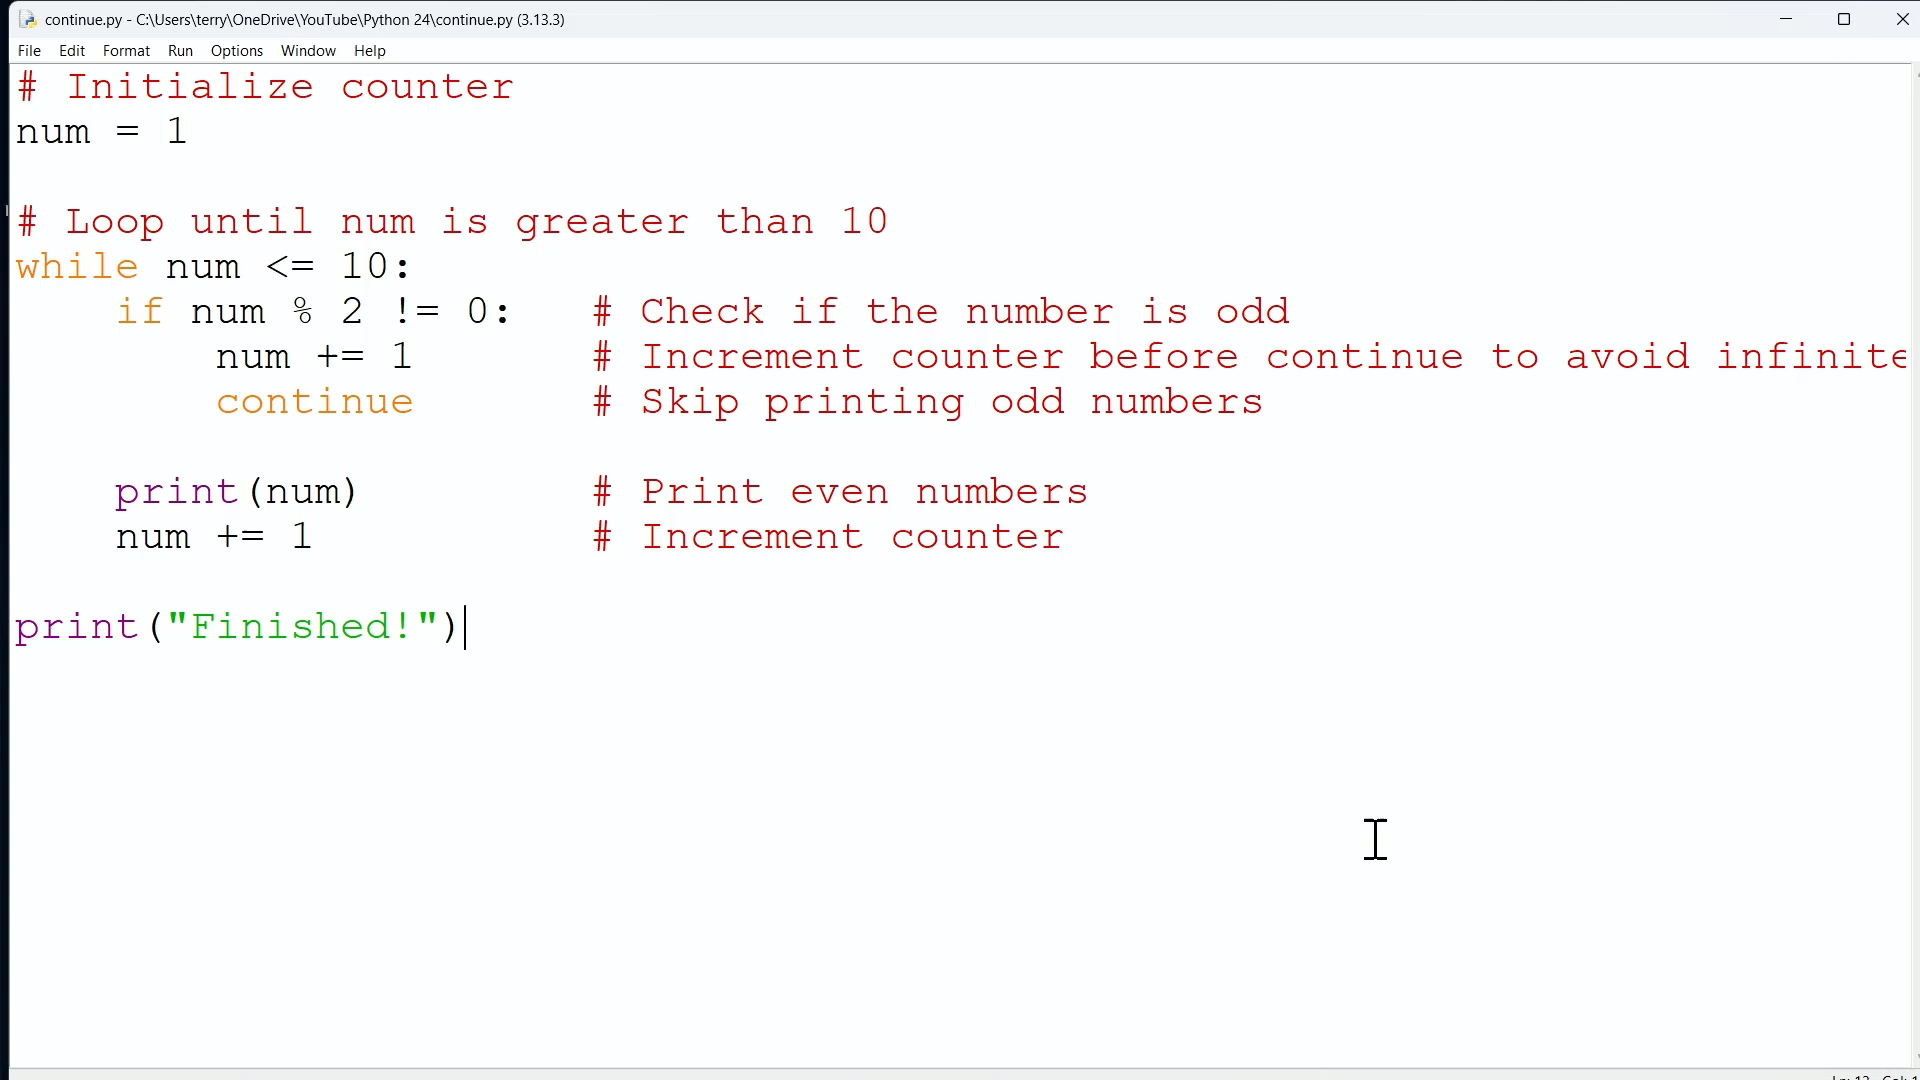 continue.py - C:\Users\terry\OneDrive\YouTube\Python 24\continue.py (3.13.3)
File Edit Format Run Options Window Help
# Initialize counter
num = 1
# Loop until num is greater than 10
while num <= 10:
    if num % 2 != 0:   # Check if the number is odd
        num += 1       # Increment counter before continue to avoid infinite
        continue       # Skip printing odd numbers
    print(num)         # Print even numbers
    num += 1           # Increment counter
print("Finished!")